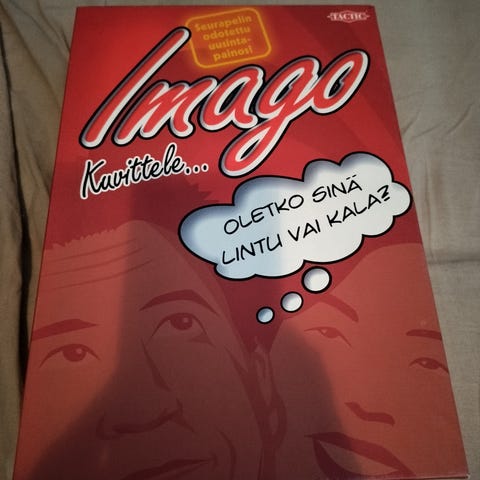 TACTIC
Seurapelin
odotettu
uusinta-
painos!
Imago
Kuvittele...
OLETKO SINÄ
LINTU VAI KALA?